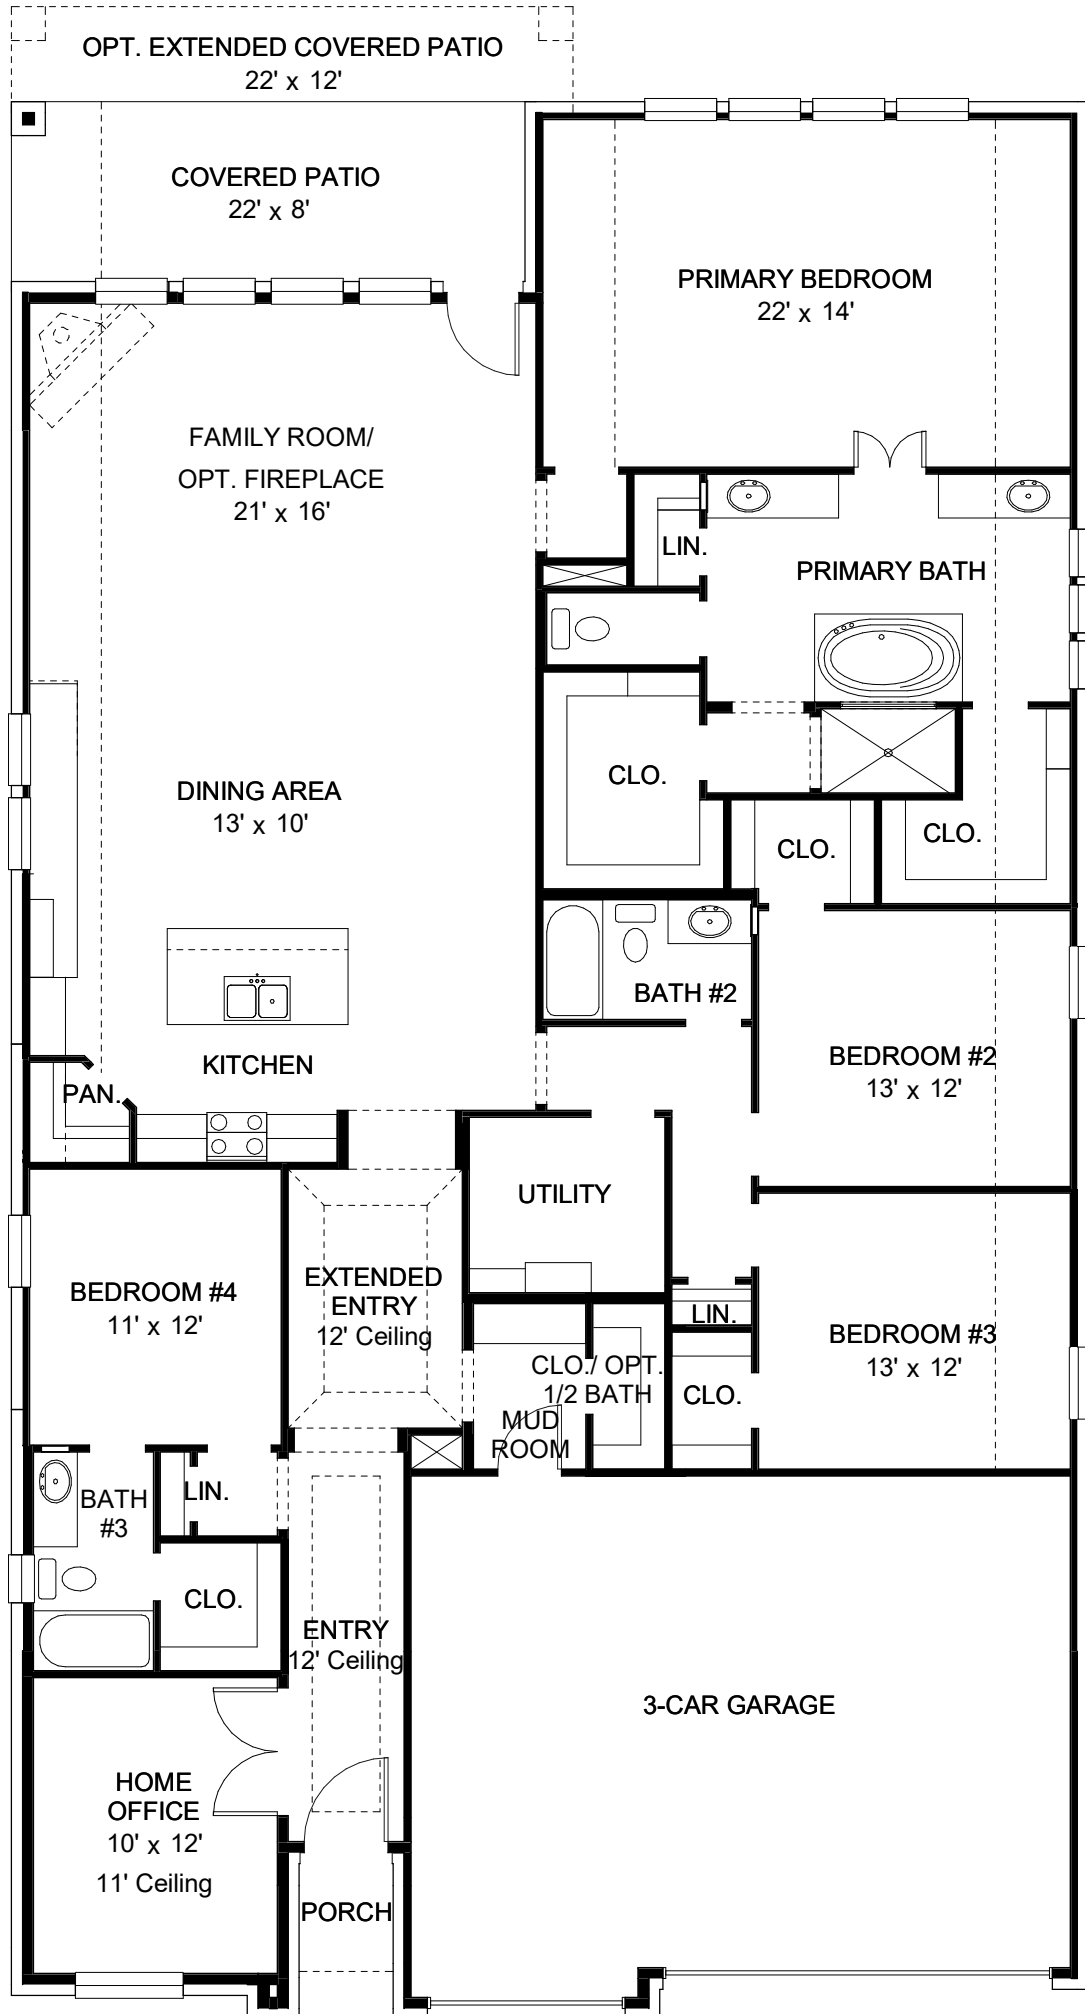 OPT. EXTENDED COVERED PATIO
22' x 12'
COVERED PATIO
22' x 8'
PRIMARY BEDROOM
22' x 14'
FAMILY ROOM/
OPT. FIREPLACE
21' x 16'
LIN.
PRIMARY BATH
CLO.
DINING AREA
13' x 10'
CLO.
CLO.
BATH #2
KITCHEN
PAN.
BEDROOM #2
13' x 12'
UTILITY
BEDROOM #4
11' x 12'
EXTENDED
ENTRY
12' Ceiling
LIN.
BEDROOM #3
13' x 12'
CLO./ OPT.
1/2 BATH
CLO.
MUD
ROOM
BATH
#3
LIN.
CLO.
ENTRY
12' Ceiling
3-CAR GARAGE
HOME
OFFICE
10' x 12'
11' Ceiling
PORCH